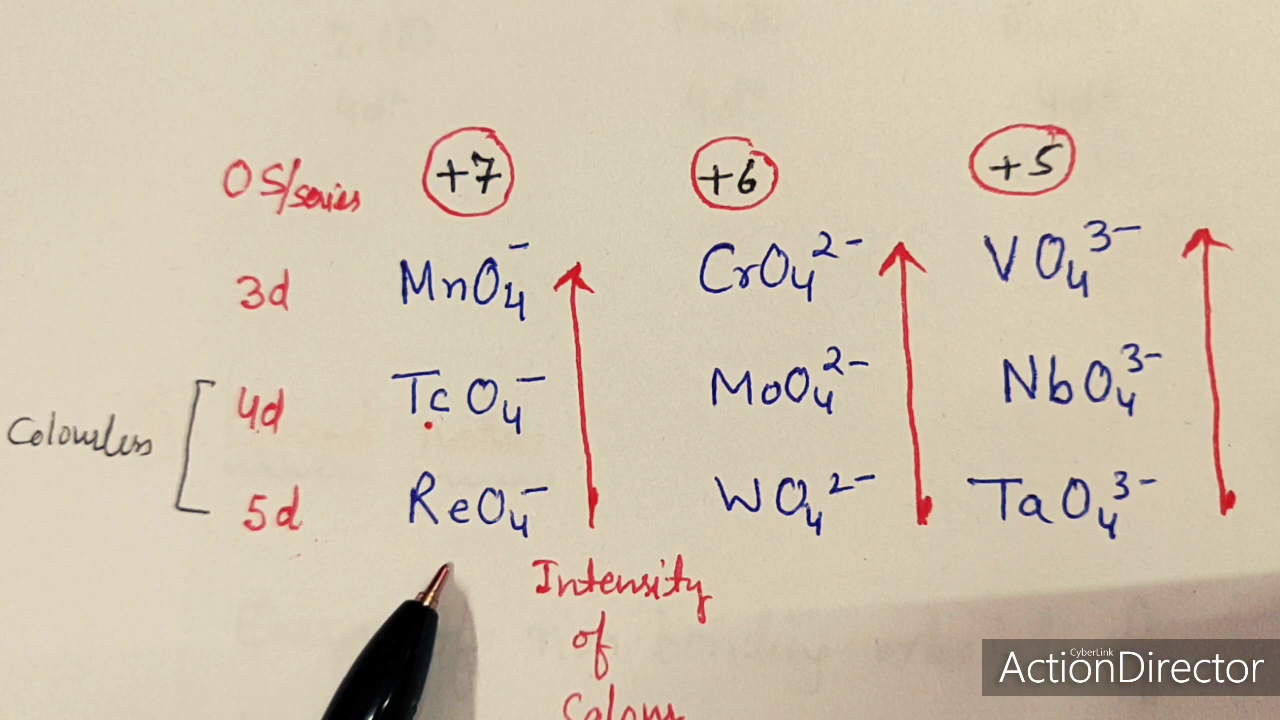 OS/series +7 +6 +5
3d MnO₄⁻ CrO₄²⁻ VO₄³⁻
4d TcO₄⁻ MoO₄²⁻ NbO₄³⁻
Colourless
5d ReO₄⁻ WO₄²⁻ TaO₄³⁻
Intensity
of
Colour
CyberLink
ActionDirector